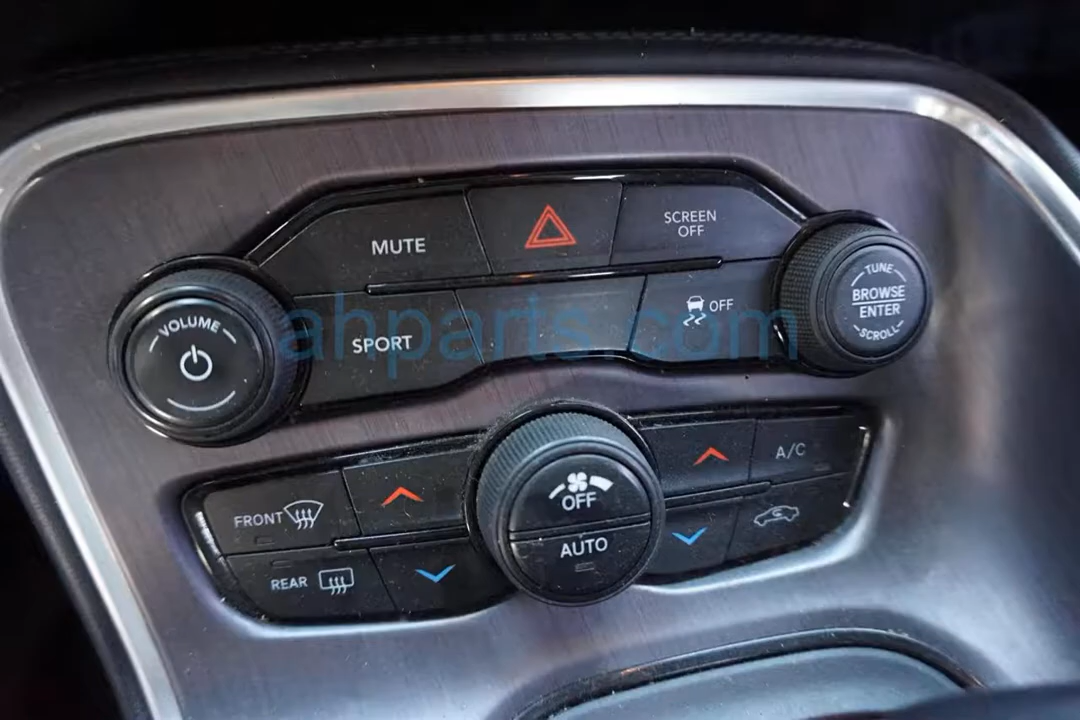 MUTE
SCREEN
OFF
VOLUME
SPORT
OFF
TUNE
BROWSE
ENTER
SCROLL
ahparts.com
FRONT
OFF
A/C
REAR
AUTO